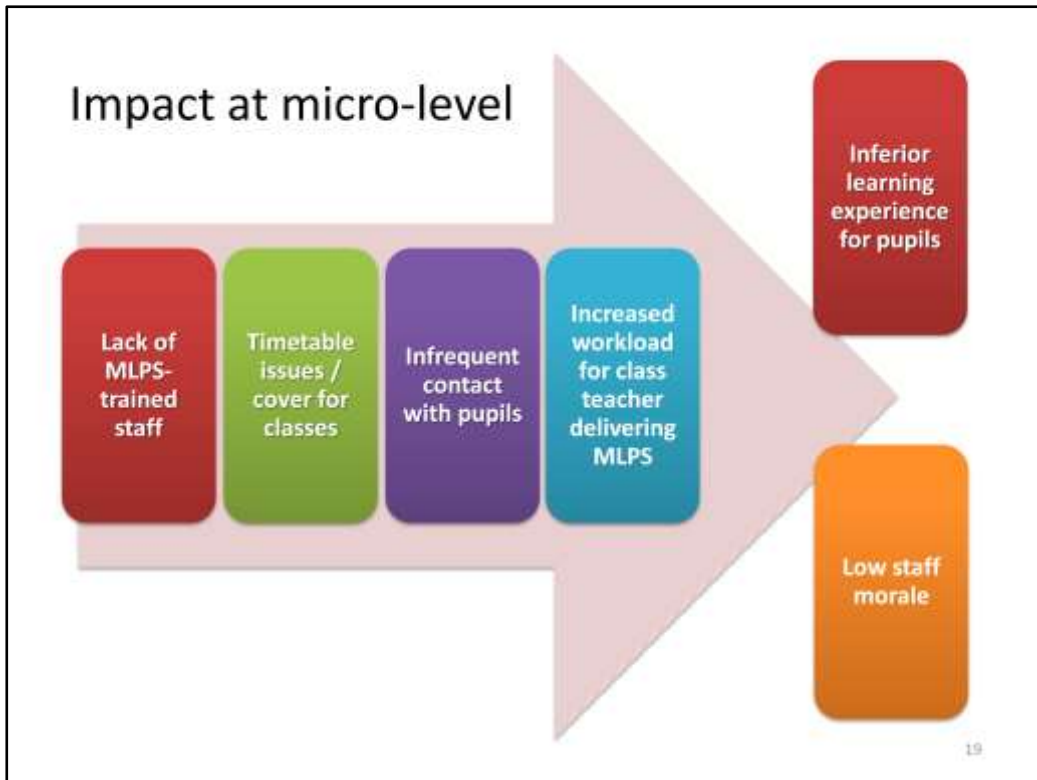 Impact at micro-level
Lack of
MLPS-
trained
staff
Timetable
issues /
cover for
classes
Infrequent
contact
with pupils
Increased
workload
for class
teacher
delivering
MLPS
Inferior
learning
experience
for pupils
Low staff
morale
19